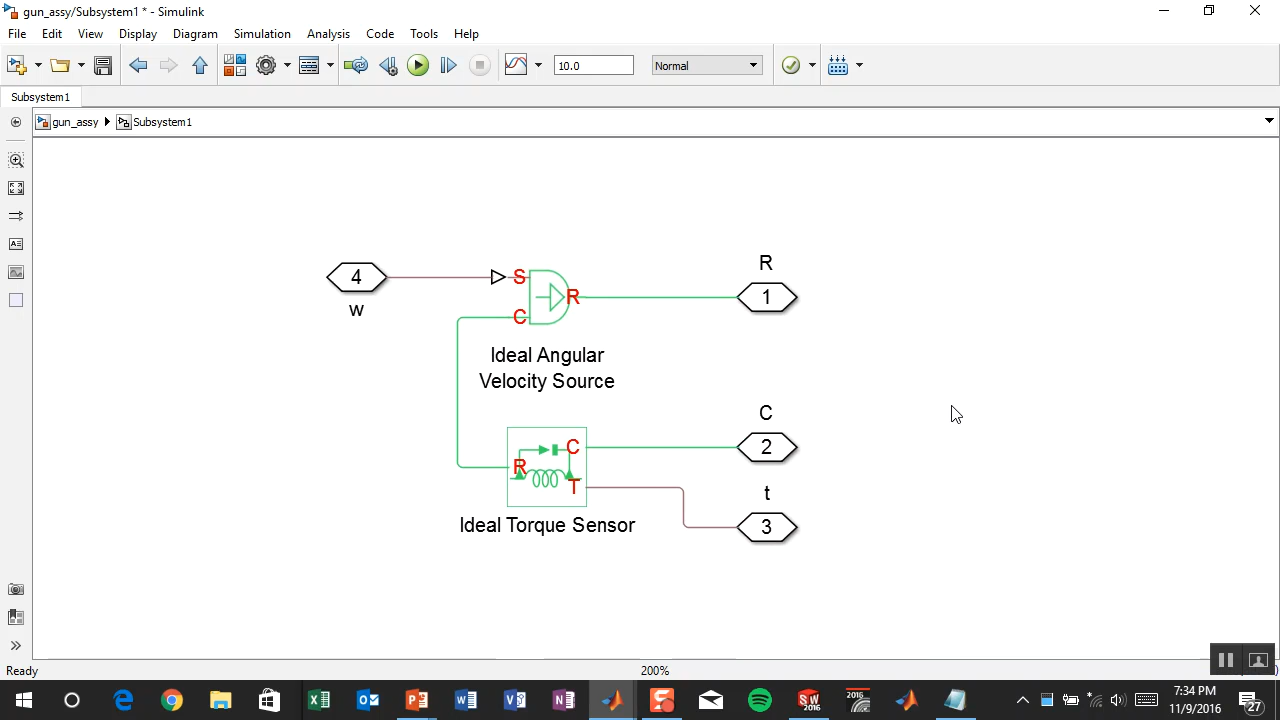 gun_assy/Subsystem1 * - Simulink
File Edit View Display Diagram Simulation Analysis Code Tools Help
10.0 Normal
Subsystem1
gun_assy Subsystem1
R
4 S R 1
w C
Ideal Angular
Velocity Source
C
C 2
R
T t
Ideal Torque Sensor 3
Ready 200%
7:34 PM
11/9/2016
27